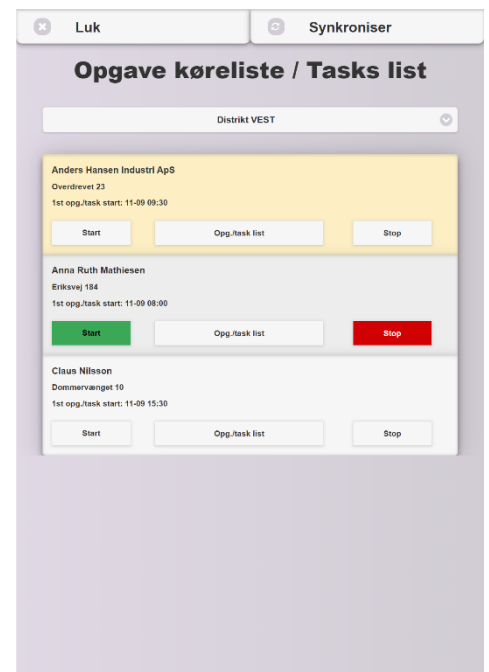 Luk
Synkroniser
Opgave køreliste / Tasks list
Distrikt VEST
Anders Hansen Industri ApS
Overdrevet 23
1st opg./task start: 11-09 09:30
Start Opg./task list Stop
Anna Ruth Mathiesen
Eriksvej 184
1st opg./task start: 11-09 08:00
Start Opg./task list Stop
Claus Nilsson
Dommervænget 10
1st opg./task start: 11-09 15:30
Start Opg./task list Stop